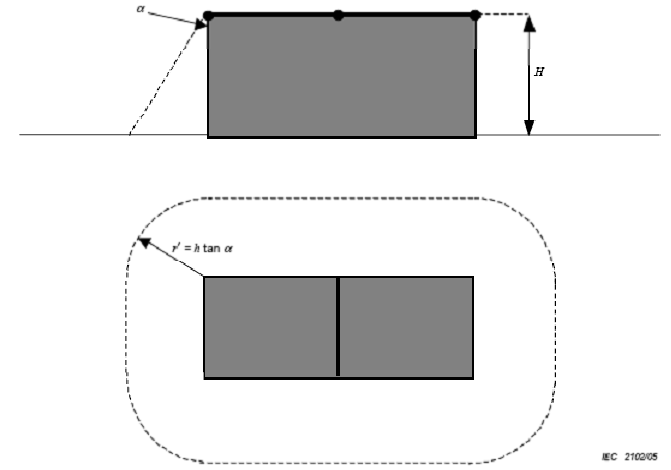 α
H
r' = h tan α
IEC 2102/05